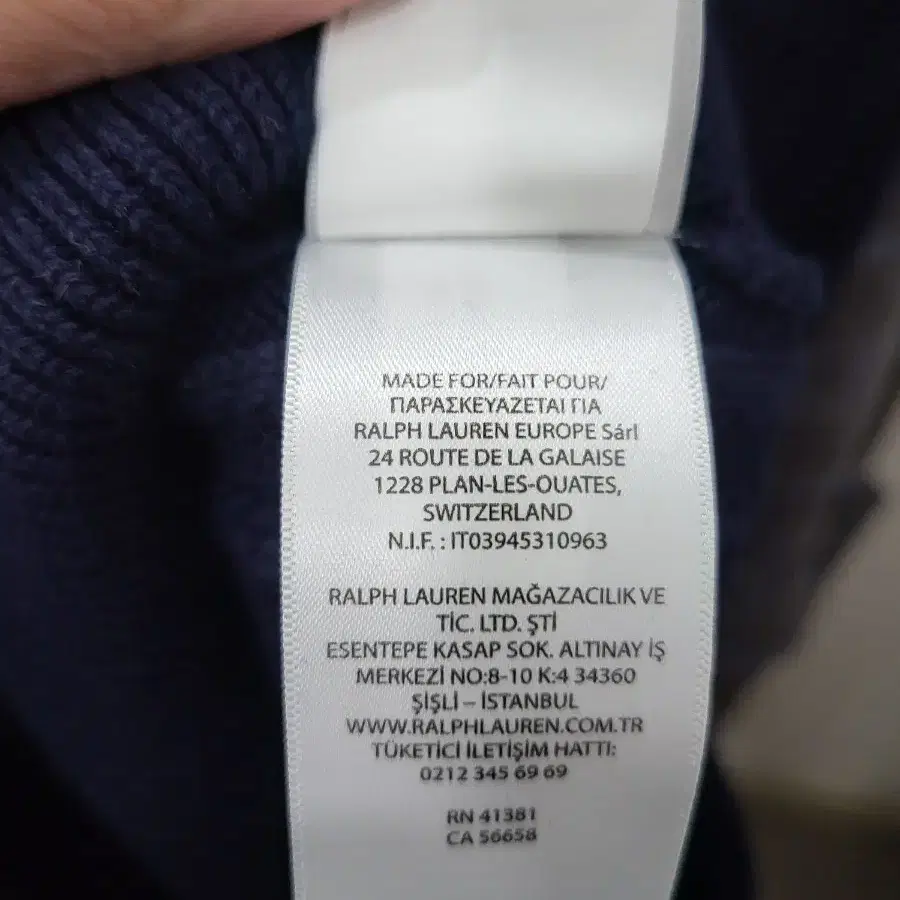 MADE FOR/FAIT POUR/
ΠΑΡΑΣΚΕΥΑΖΕΤΑΙ ΓΙΑ
RALPH LAUREN EUROPE Sárl
24 ROUTE DE LA GALAISE
1228 PLAN-LES-OUATES,
SWITZERLAND
N.I.F. : IT03945310963
RALPH LAUREN MAĞAZACILIK VE
TİC. LTD. ŞTİ
ESENTEPE KASAP SOK. ALTINAY İŞ
MERKEZİ NO:8-10 K:4 34360
ŞİŞLİ – İSTANBUL
WWW.RALPHLAUREN.COM.TR
TÜKETİCİ İLETİŞİM HATTI:
0212 345 69 69
RN 41381
CA 56658